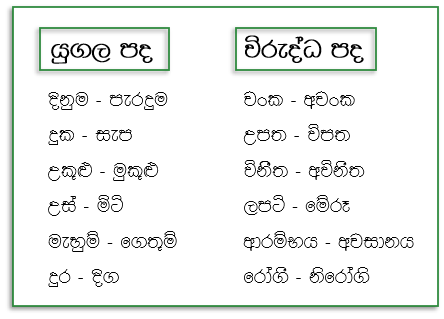 යුගල පද
දිනුම - පැරදුම
දුක - සැප
උකුළු - මුකුළු
උස් - මිටි
මැහුම් - ගෙතුම්
දුර - දිග
විරුද්ධ පද
වංක - අවංක
උපත - විපත
විනීත - අවිනීත
ලපටි - මේරූ
ආරම්භය - අවසානය
රෝගී - නිරෝගි